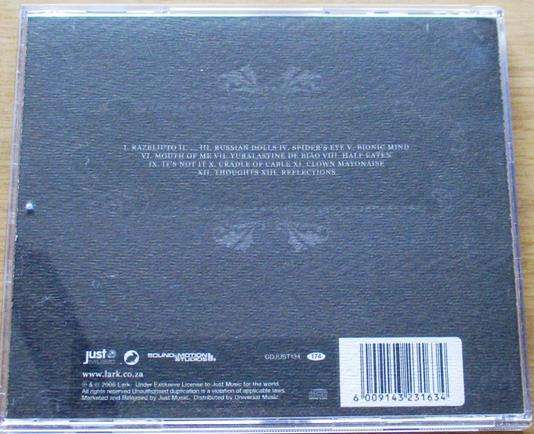 I. RAZBLIUTO II. ... III. RUSSIAN DOLLS IV. SPIDER'S EYE V. BIONIC MIND
VI. MOUTH OF ME VII. YURALASTINE DE BIAO VIII. HALF-EATEN
IX. IT'S NOT IT X. CRADLE OF CABLE XI. CLOWN MAYONAISE
XII. THOUGHTS XIII. REFLECTIONS
just
SOUND&MOTION STUDIOS
CDJUST134
174
www.lark.co.za
℗ & © 2006 Lark. Under Exclusive License to Just Music for the world.
All rights reserved Unauthorised duplication is a violation of applicable laws.
Marketed and Released by Just Music. Distributed by Universal Music
6 009143 231634